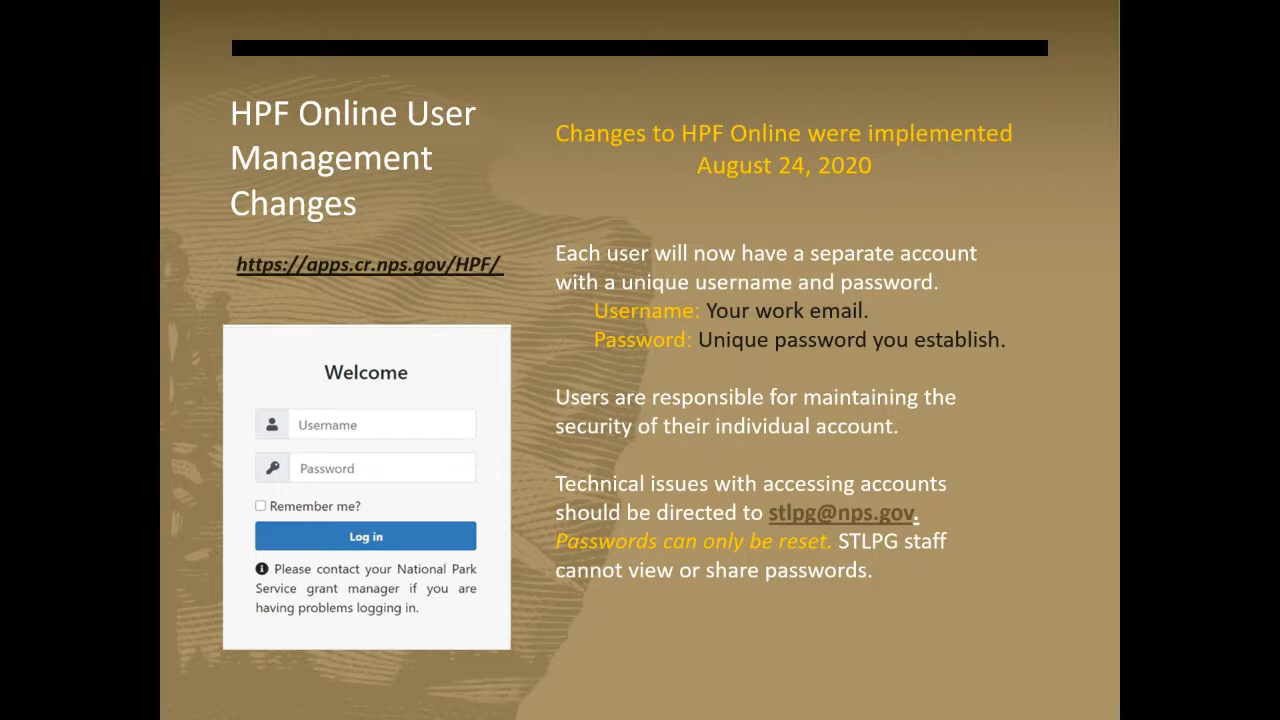 HPF Online User
Management
Changes
https://apps.cr.nps.gov/HPF/
Welcome
Username
Password
Remember me?
Log in
Please contact your National Park
Service grant manager if you are
having problems logging in.
Changes to HPF Online were implemented
August 24, 2020
Each user will now have a separate account
with a unique username and password.
Username: Your work email.
Password: Unique password you establish.
Users are responsible for maintaining the
security of their individual account.
Technical issues with accessing accounts
should be directed to stlpg@nps.gov.
Passwords can only be reset. STLPG staff
cannot view or share passwords.